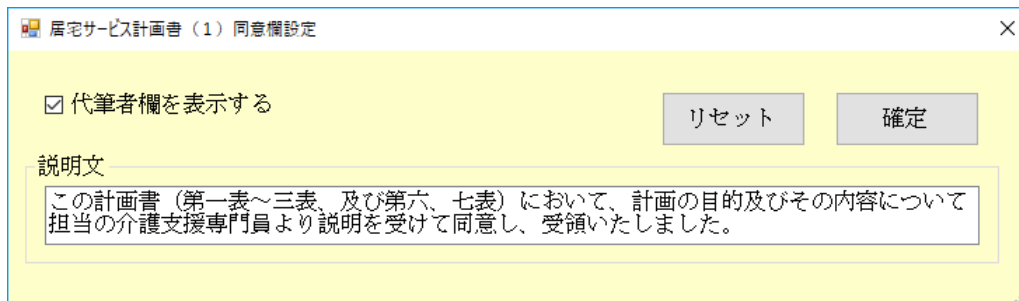 居宅サービス計画書（１）同意欄設定
代筆者欄を表示する
リセット
確定
説明文
この計画書（第一表～三表、及び第六、七表）において、計画の目的及びその内容について
担当の介護支援専門員より説明を受けて同意し、受領いたしました。